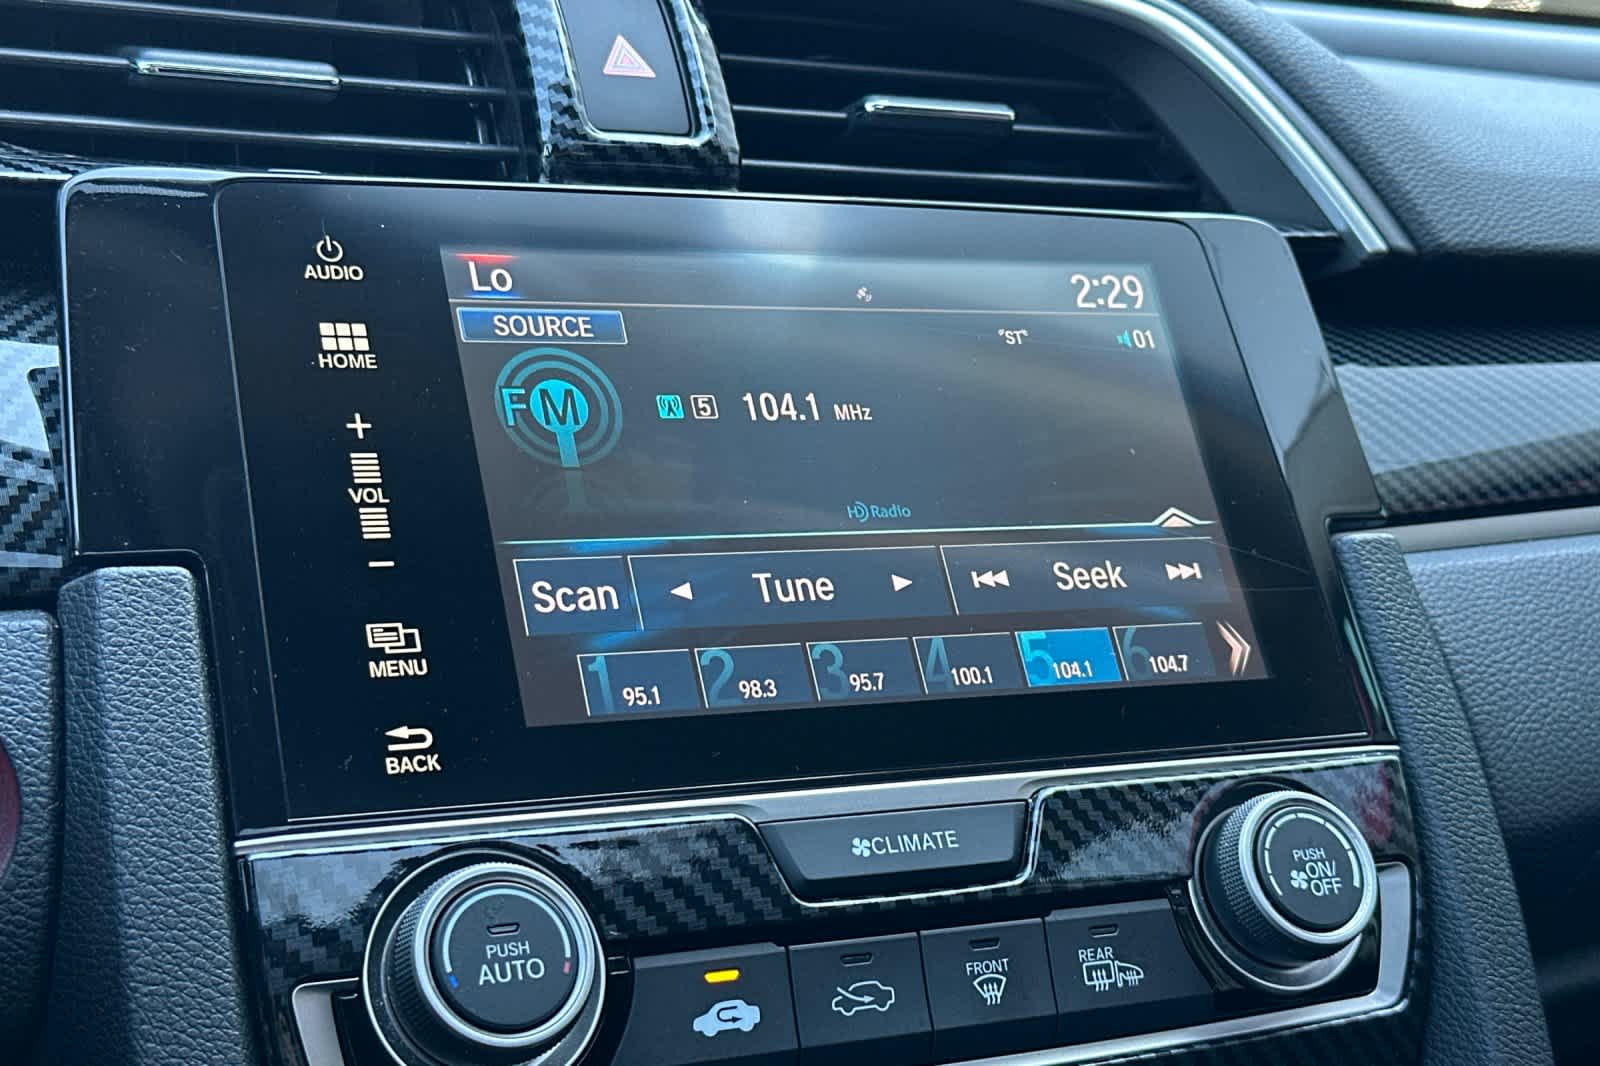 AUDIO
HOME
+
VOL
−
MENU
BACK
Lo
2:29
SOURCE
"ST"
01
FM
5 104.1 MHz
HD Radio
Scan
Tune
Seek
1 95.1
2 98.3
3 95.7
4 100.1
5 104.1
6 104.7
CLIMATE
PUSH
AUTO
FRONT
REAR
PUSH
ON/
OFF